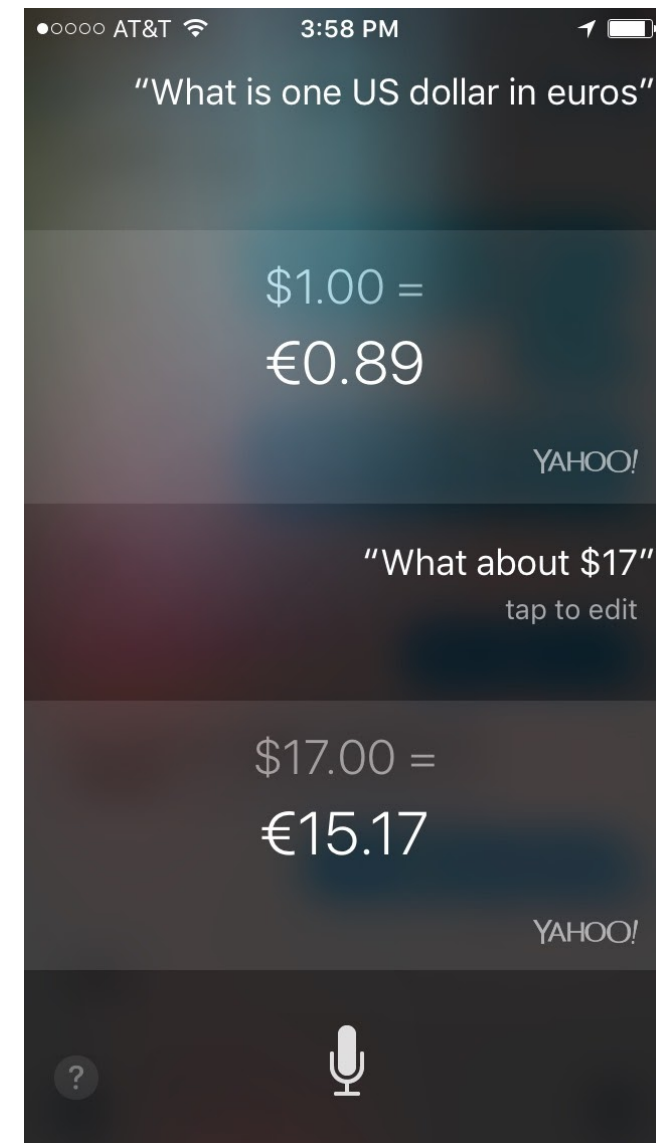 AT&T 3:58 PM
“What is one US dollar in euros”
$1.00 =
€0.89
YAHOO!
“What about $17”
tap to edit
$17.00 =
€15.17
YAHOO!
?